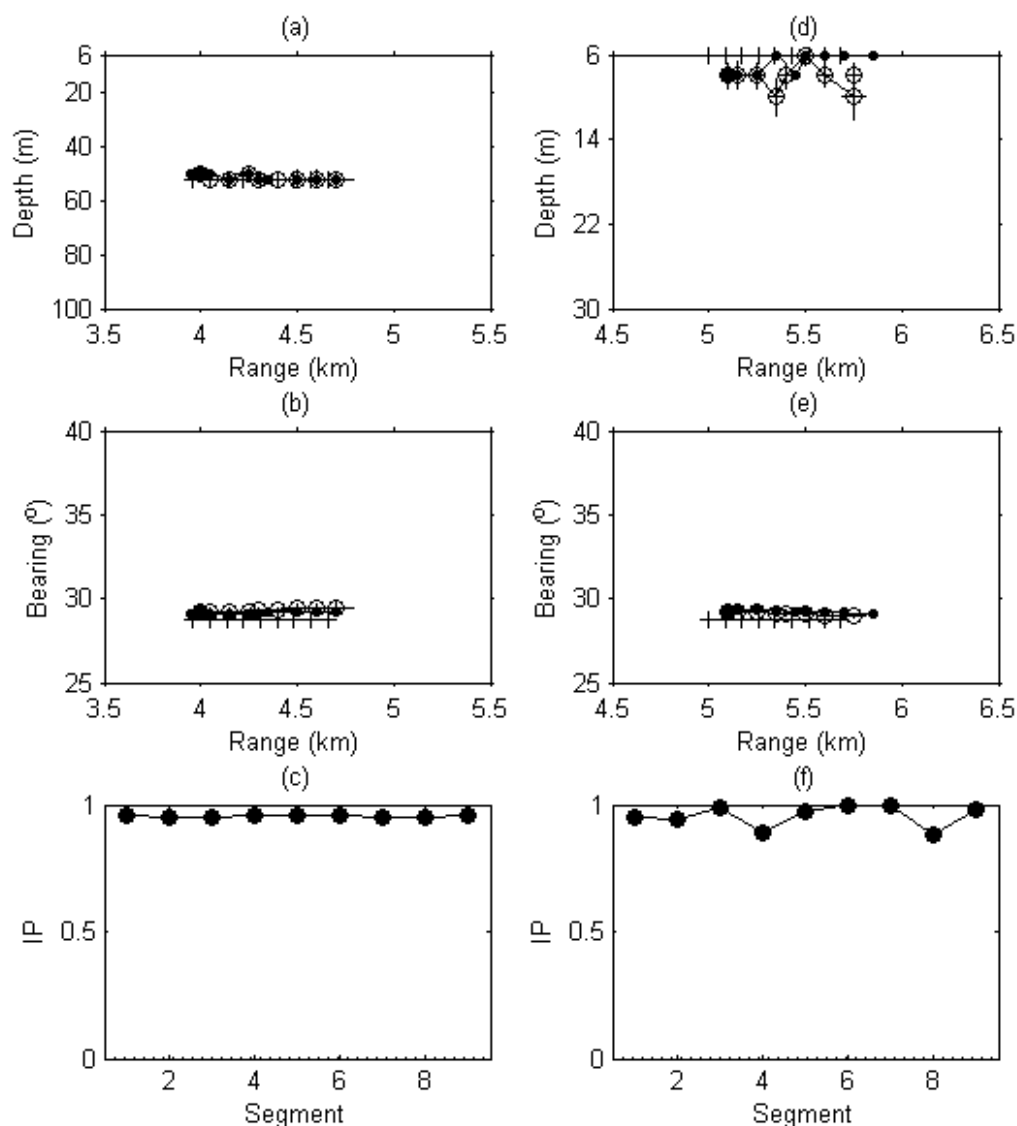 (a)
6
20
40
60
80
100
Depth (m)
3.5 4 4.5 5 5.5
Range (km)
(d)
6
14
22
30
Depth (m)
4.5 5 5.5 6 6.5
Range (km)
(b)
40
35
30
25
Bearing (º)
3.5 4 4.5 5 5.5
Range (km)
(e)
40
35
30
25
Bearing (º)
4.5 5 5.5 6 6.5
Range (km)
(c)
1
0.5
0
IP
2 4 6 8
Segment
(f)
1
0.5
0
IP
2 4 6 8
Segment